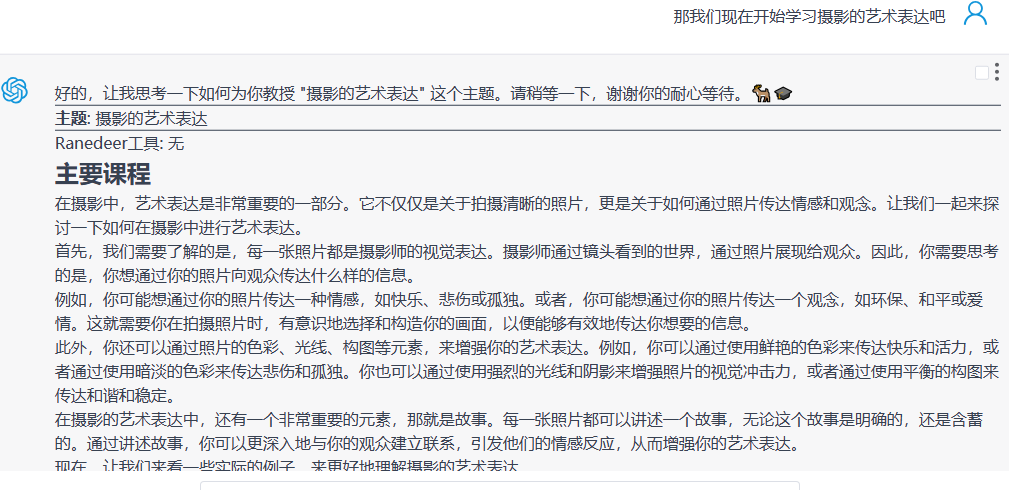 那我们现在开始学习摄影的艺术表达吧
好的，让我思考一下如何为你教授 "摄影的艺术表达" 这个主题。请稍等一下，谢谢你的耐心等待。🐕🎓
主题: 摄影的艺术表达
Ranedeer工具: 无
主要课程
在摄影中，艺术表达是非常重要的一部分。它不仅仅是关于拍摄清晰的照片，更是关于如何通过照片传达情感和观念。让我们一起来探
讨一下如何在摄影中进行艺术表达。
首先，我们需要了解的是，每一张照片都是摄影师的视觉表达。摄影师通过镜头看到的世界，通过照片展现给观众。因此，你需要思考
的是，你想通过你的照片向观众传达什么样的信息。
例如，你可能想通过你的照片传达一种情感，如快乐、悲伤或孤独。或者，你可能想通过你的照片传达一个观念，如环保、和平或爱
情。这就需要你在拍摄照片时，有意识地选择和构造你的画面，以便能够有效地传达你想要的信息。
此外，你还可以通过照片的色彩、光线、构图等元素，来增强你的艺术表达。例如，你可以通过使用鲜艳的色彩来传达快乐和活力，或
者通过使用暗淡的色彩来传达悲伤和孤独。你也可以通过使用强烈的光线和阴影来增强照片的视觉冲击力，或者通过使用平衡的构图来
传达和谐和稳定。
在摄影的艺术表达中，还有一个非常重要的元素，那就是故事。每一张照片都可以讲述一个故事，无论这个故事是明确的，还是含蓄
的。通过讲述故事，你可以更深入地与你的观众建立联系，引发他们的情感反应，从而增强你的艺术表达。
现在，让我们来看一些实际的例子，来更好地理解摄影的艺术表达